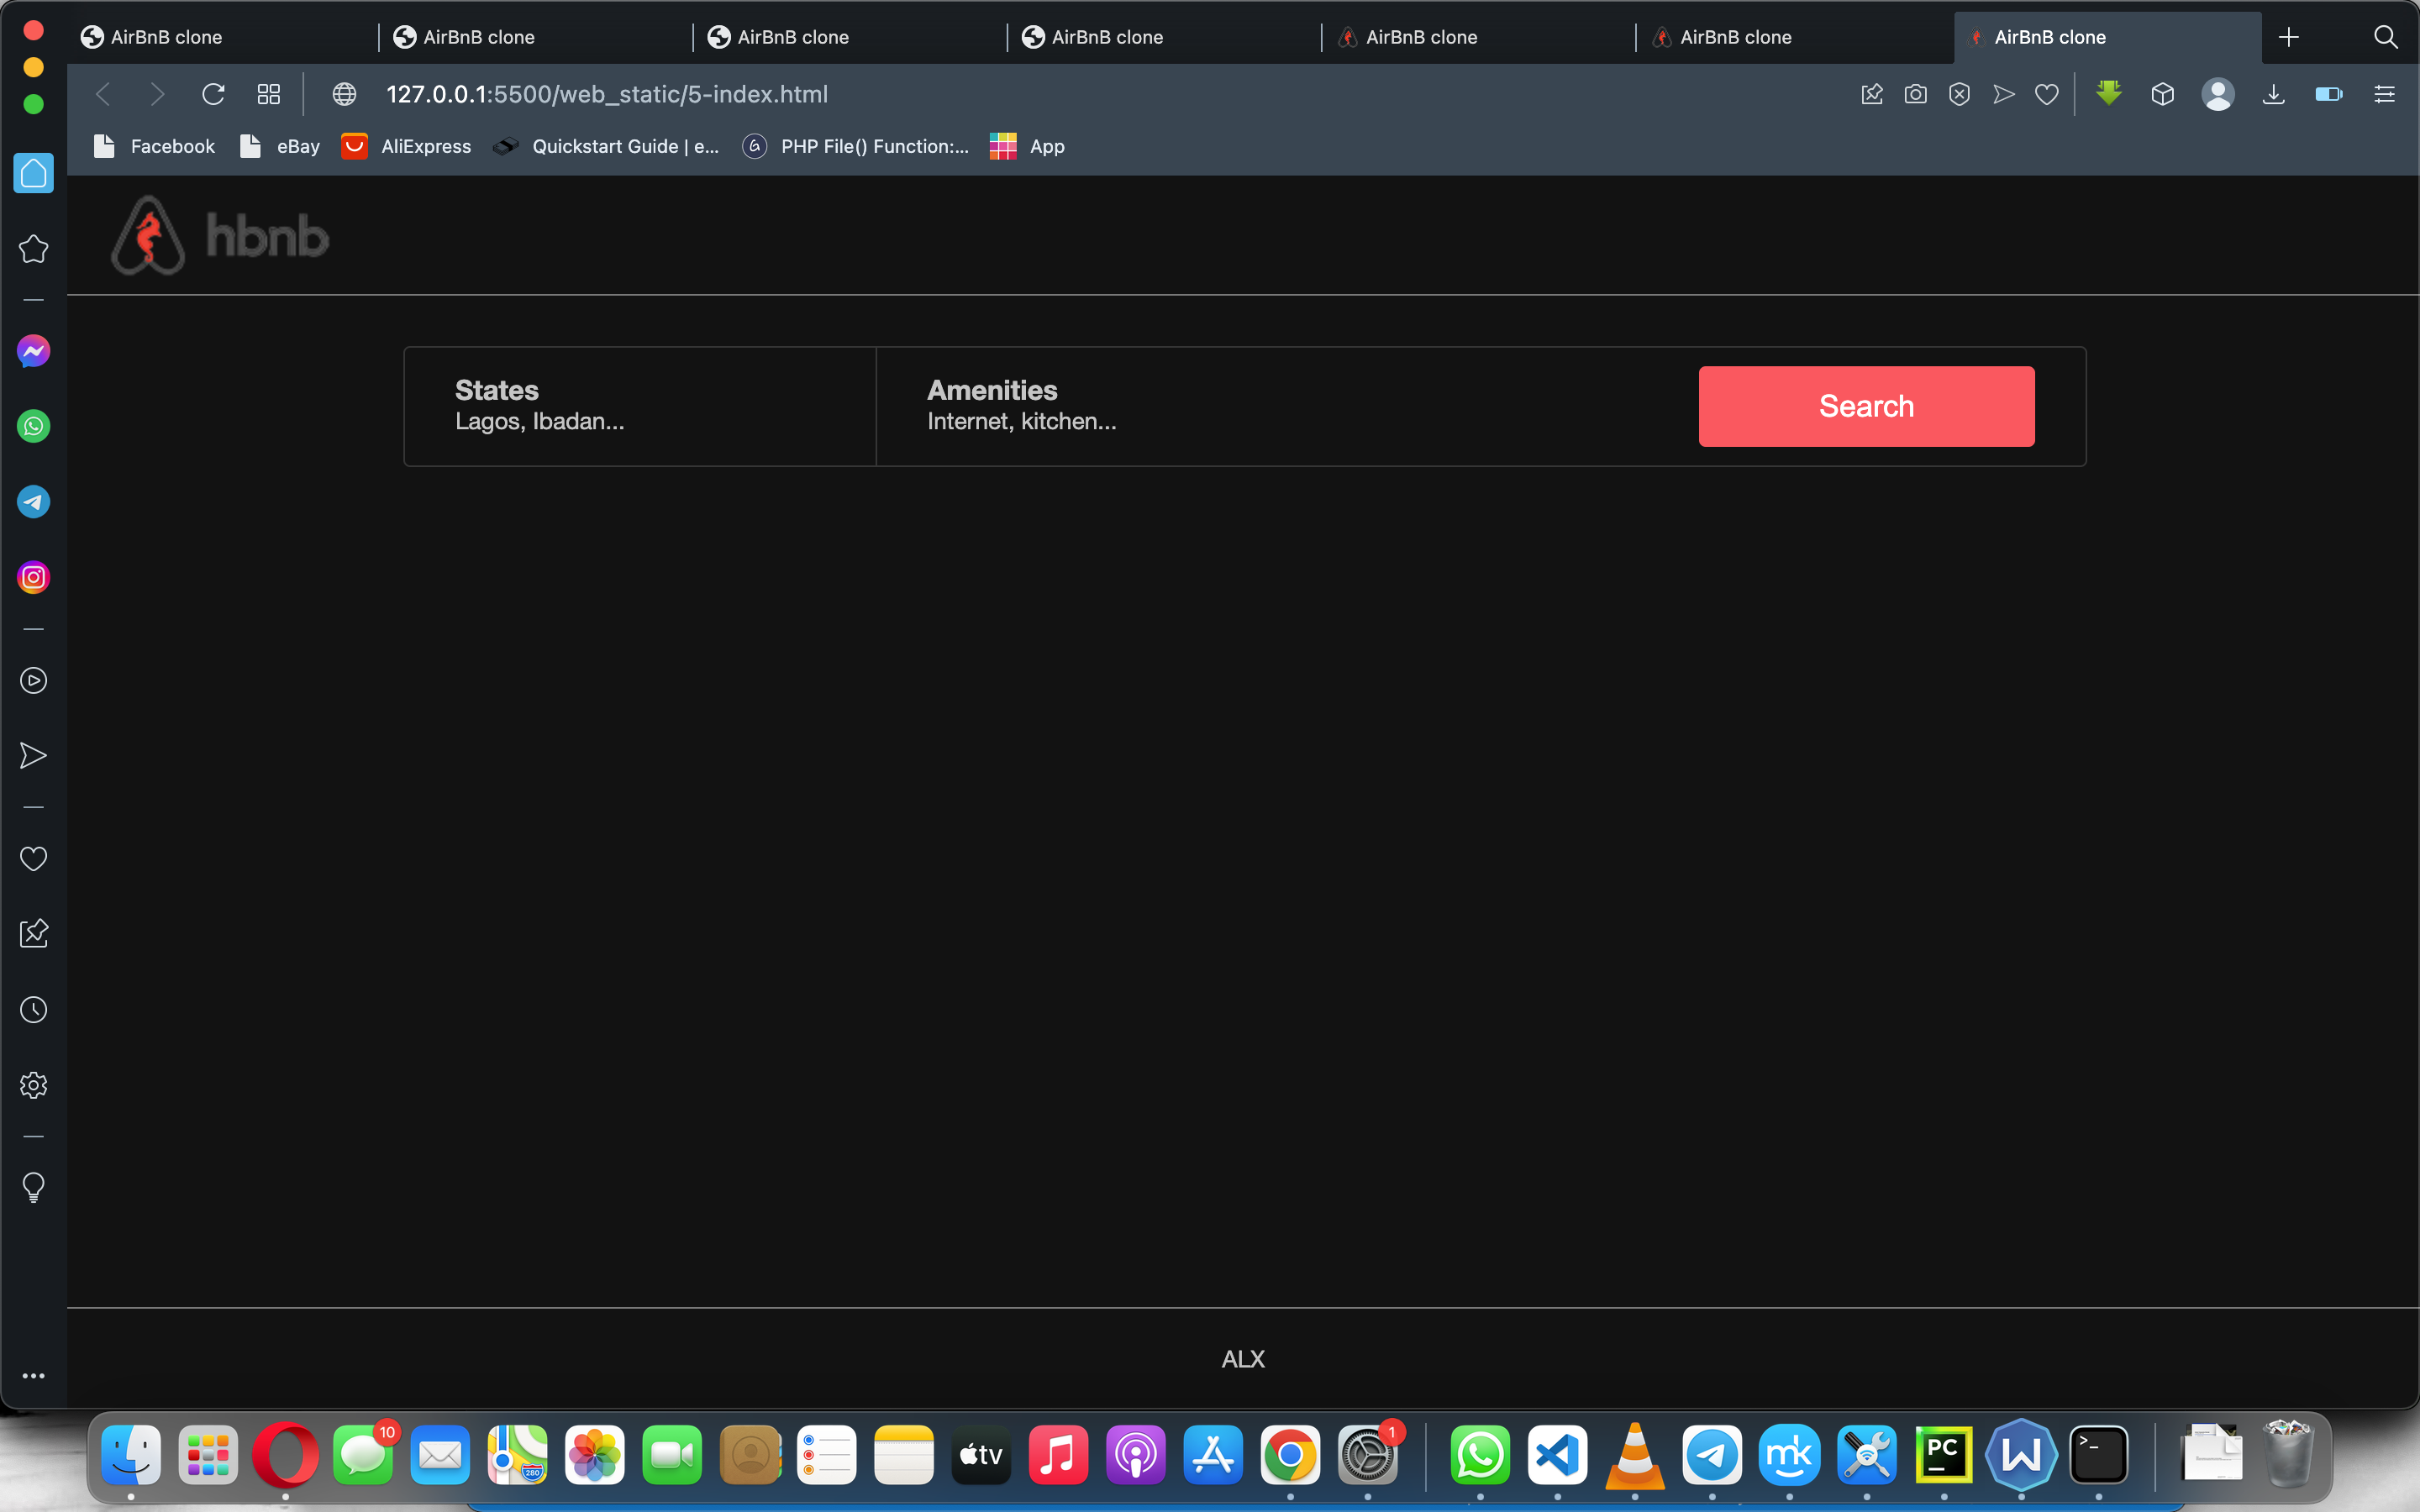 AirBnB clone
AirBnB clone
AirBnB clone
AirBnB clone
AirBnB clone
AirBnB clone
AirBnB clone
127.0.0.1:5500/web_static/5-index.html
Facebook
eBay
AliExpress
Quickstart Guide | e...
PHP File() Function:...
App
hbnb
States
Lagos, Ibadan...
Amenities
Internet, kitchen...
Search
ALX
10
280
tv
1
mk
PC
W
>_